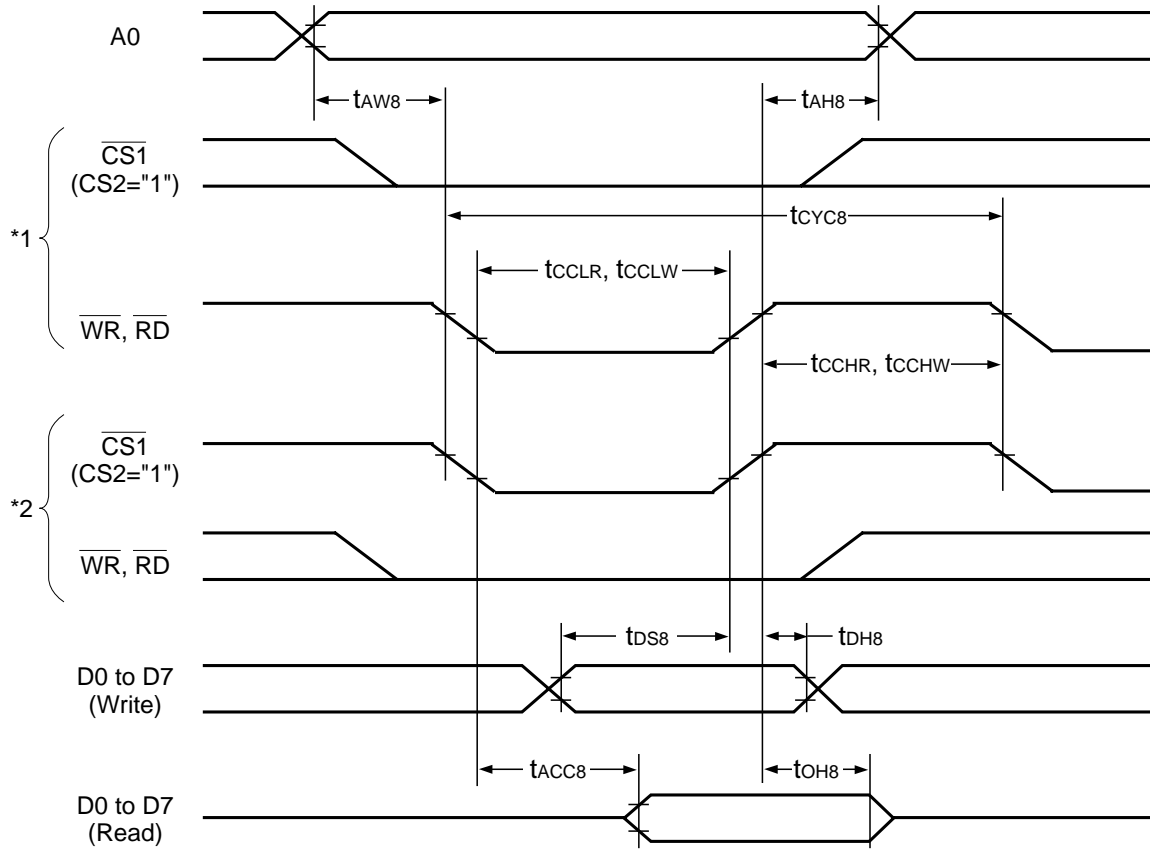 A0
tAW8
tAH8
CS1
(CS2="1")
tCYC8
*1
tCCLR, tCCLW
WR, RD
tCCHR, tCCHW
CS1
(CS2="1")
*2
WR, RD
tDS8
tDH8
D0 to D7
(Write)
tACC8
tOH8
D0 to D7
(Read)